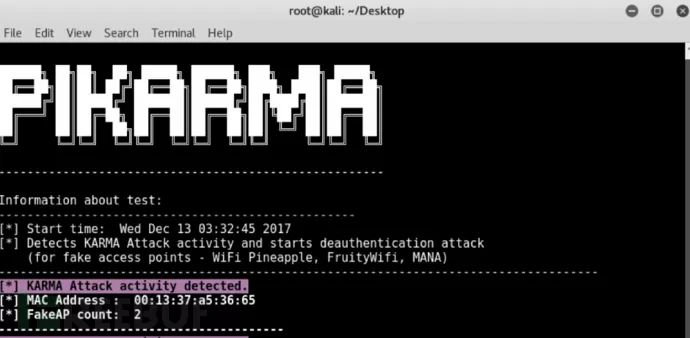 root@kali: ~/Desktop
File Edit View Search Terminal Help
PIKARMA
----------------------------------------------------
Information about test:
------------------------------------------------
[*] Start time:  Wed Dec 13 03:32:45 2017
[*] Detects KARMA Attack activity and starts deauthentication attack
(for fake access points - WiFi Pineapple, FruityWifi, MANA)
---------------------------------------------------------------------------------
[*] KARMA Attack activity detected.
[*] MAC Address :  00:13:37:a5:36:65
[*] FakeAP count:  2
REEBUF
---------------------------------------